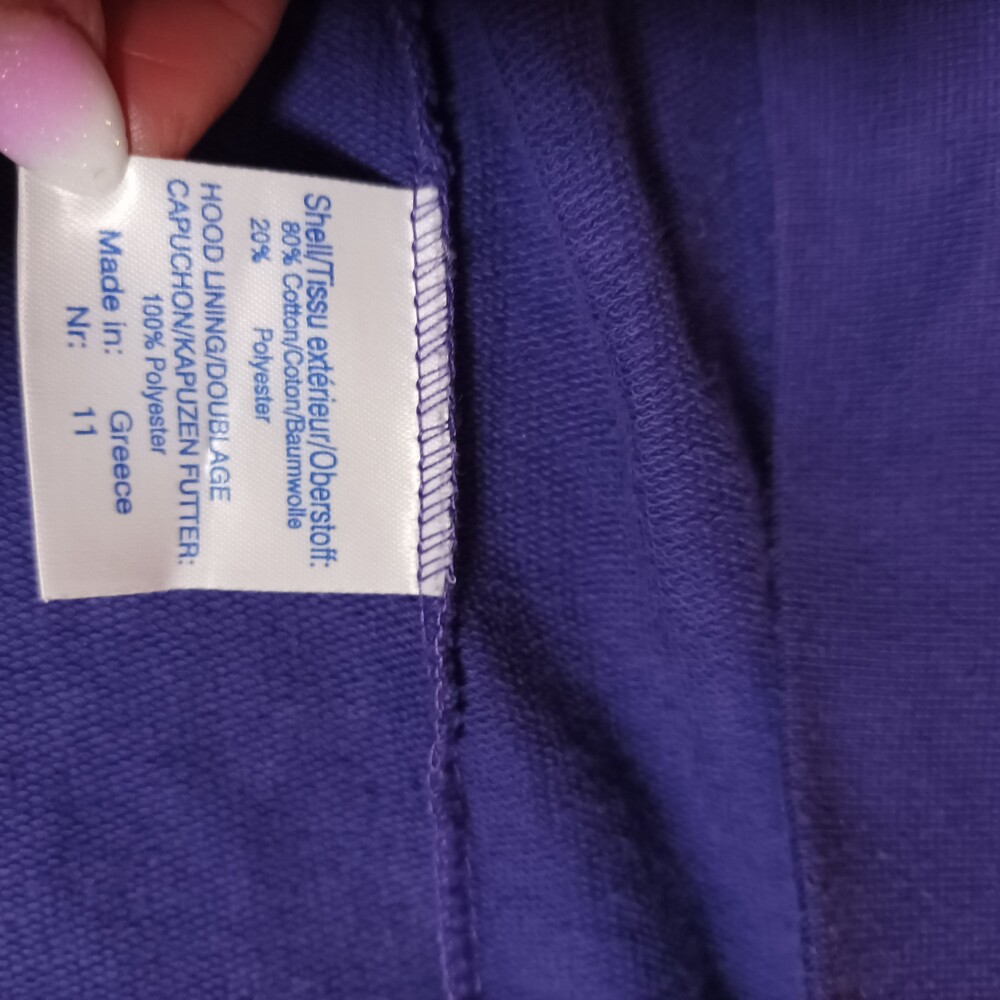 Shell/Tissu extérieur/Oberstoff:
80% Cotton/Coton/Baumwolle
20% Polyester
HOOD LINING/DOUBLAGE
CAPUCHON/KAPUZEN FUTTER:
100% Polyester
Made in: Greece
Nr: 11